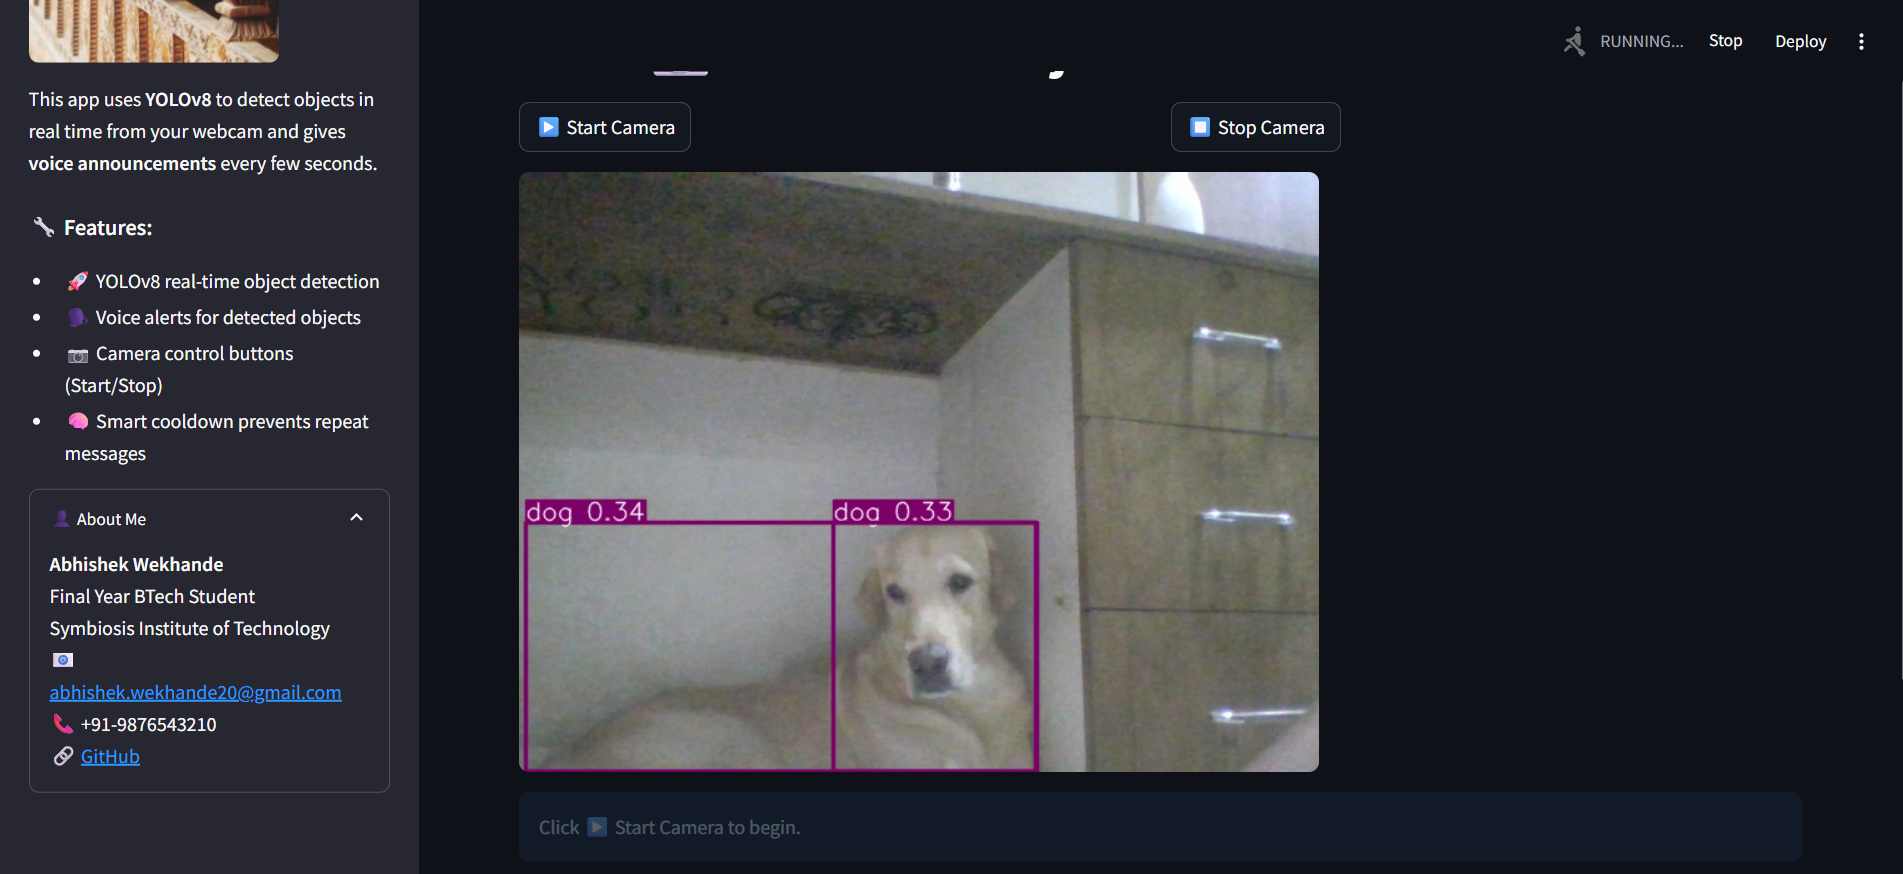 This app uses YOLOv8 to detect objects in
real time from your webcam and gives
voice announcements every few seconds.
🔧 Features:
🚀 YOLOv8 real-time object detection
🗣 Voice alerts for detected objects
📷 Camera control buttons
(Start/Stop)
🧠 Smart cooldown prevents repeat
messages
👤 About Me
Abhishek Wekhande
Final Year BTech Student
Symbiosis Institute of Technology
📧
abhishek.wekhande20@gmail.com
📞 +91-9876543210
🔗 GitHub
RUNNING...
Stop
Deploy
▶ Start Camera
⏹ Stop Camera
dog 0.34
dog 0.33
Click ▶ Start Camera to begin.